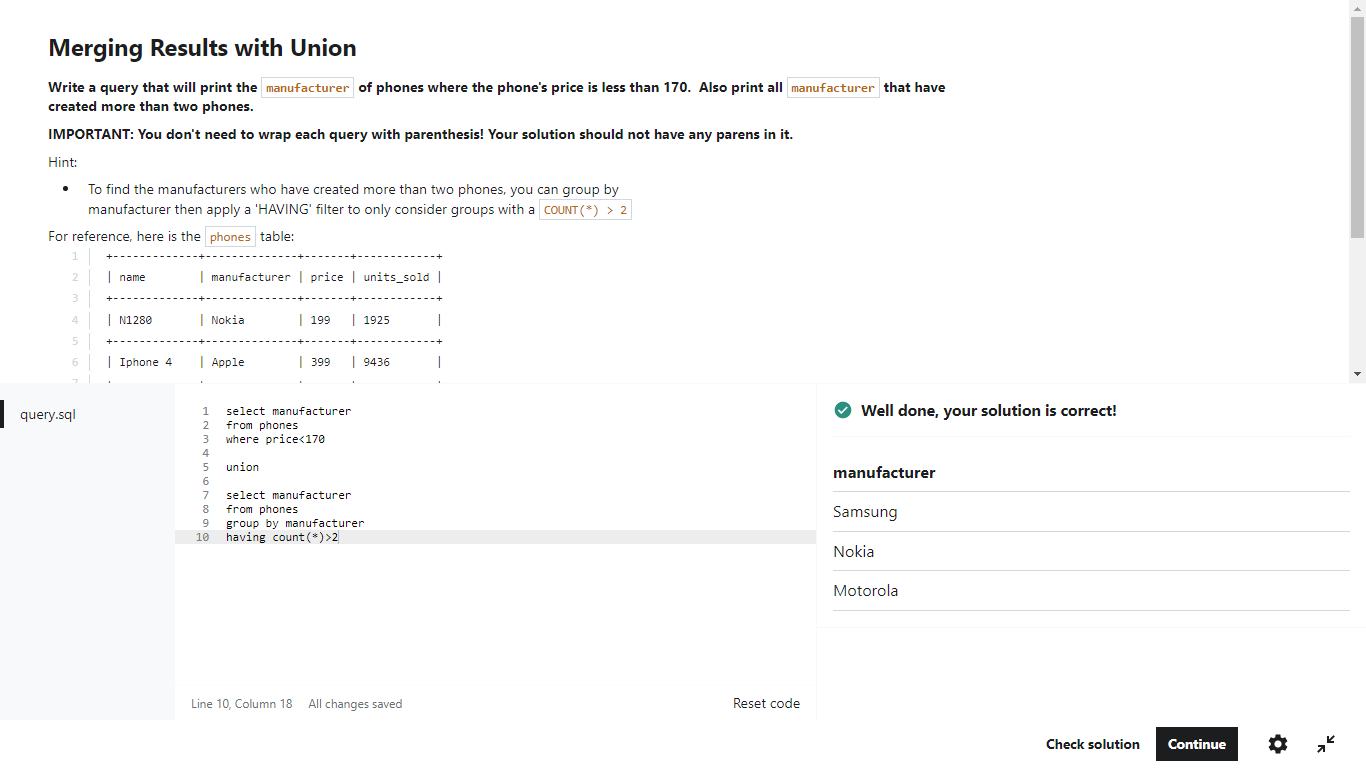 Merging Results with Union
Write a query that will print the manufacturer of phones where the phone's price is less than 170.  Also print all manufacturer that have
created more than two phones.
IMPORTANT: You don't need to wrap each query with parenthesis! Your solution should not have any parens in it.
Hint:
• To find the manufacturers who have created more than two phones, you can group by
manufacturer then apply a 'HAVING' filter to only consider groups with a COUNT(*) > 2
For reference, here is the phones table:
1 +-------------+--------------+-------+------------+
2 | name        | manufacturer | price | units_sold |
3 +-------------+--------------+-------+------------+
4 | N1280       | Nokia        | 199   | 1925       |
5 +-------------+--------------+-------+------------+
6 | Iphone 4    | Apple        | 399   | 9436       |
7
query.sql
1 select manufacturer
2 from phones
3 where price<170
4
5 union
6
7 select manufacturer
8 from phones
9 group by manufacturer
10 having count(*)>2
Line 10, Column 18 All changes saved
Reset code
Well done, your solution is correct!
manufacturer
Samsung
Nokia
Motorola
Check solution
Continue